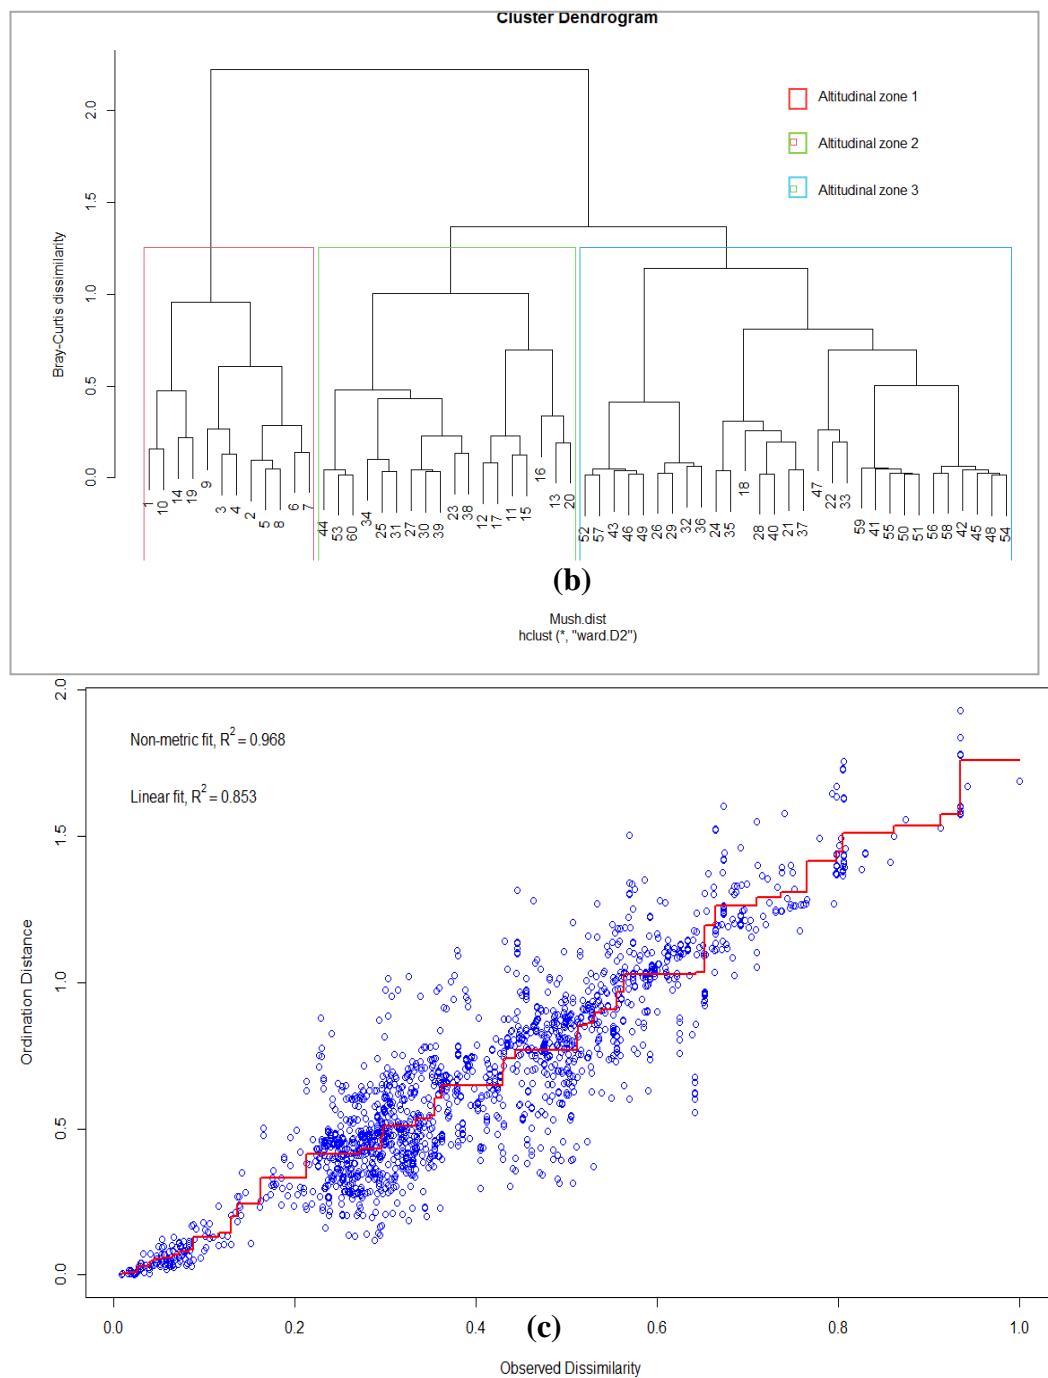 Cluster Dendrogram
Bray-Curtis dissimilarity
2.0
1.5
1.0
0.5
0.0
Altitudinal zone 1
Altitudinal zone 2
Altitudinal zone 3
1 10 14 19 9 3 4 2 5 8 6 7 44 53 60 34 25 31 27 30 39 23 38 12 17 11 15 16 13 20 52 57 43 46 49 26 29 32 36 24 35 18 28 40 21 37 47 22 33 59 41 55 50 51 56 58 42 45 48 54
(b)
Mush.dist
hclust (*, "ward.D2")
Non-metric fit, R² = 0.968
Linear fit, R² = 0.853
Ordination Distance
2.0
1.5
1.0
0.5
0.0
0.0 0.2 0.4 (c) 0.6 0.8 1.0
Observed Dissimilarity